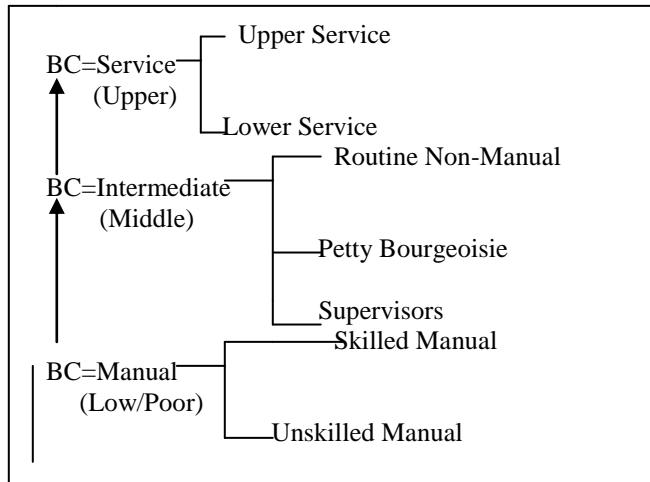 Upper Service
BC=Service
(Upper)
Lower Service
Routine Non-Manual
BC=Intermediate
(Middle)
Petty Bourgeoisie
Supervisors
Skilled Manual
BC=Manual
(Low/Poor)
Unskilled Manual